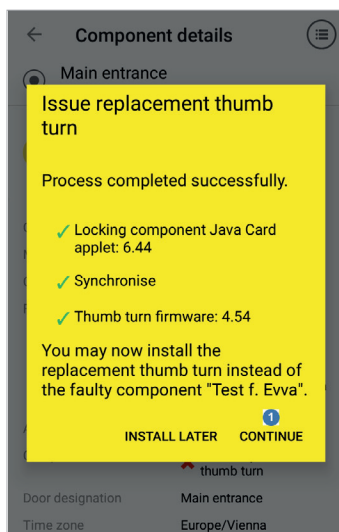 Component details
Main entrance
Issue replacement thumb
turn
Process completed successfully.
Locking component Java Card
applet: 6.44
Synchronise
Thumb turn firmware: 4.54
You may now install the
replacement thumb turn instead of
the faulty component "Test f. Evva".
1
INSTALL LATER CONTINUE
thumb turn
Door designation Main entrance
Time zone Europe/Vienna